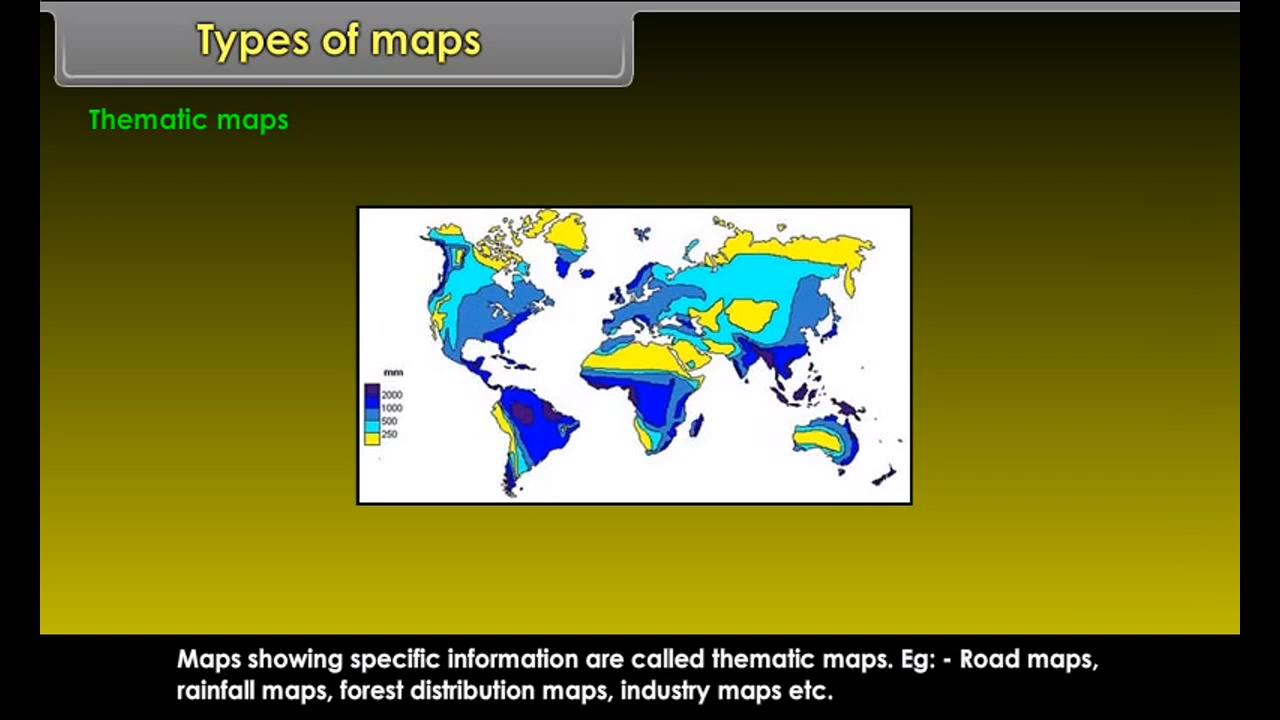 Types of maps
Thematic maps
mm
2000
1000
500
250
Maps showing specific information are called thematic maps. Eg: - Road maps,
rainfall maps, forest distribution maps, industry maps etc.